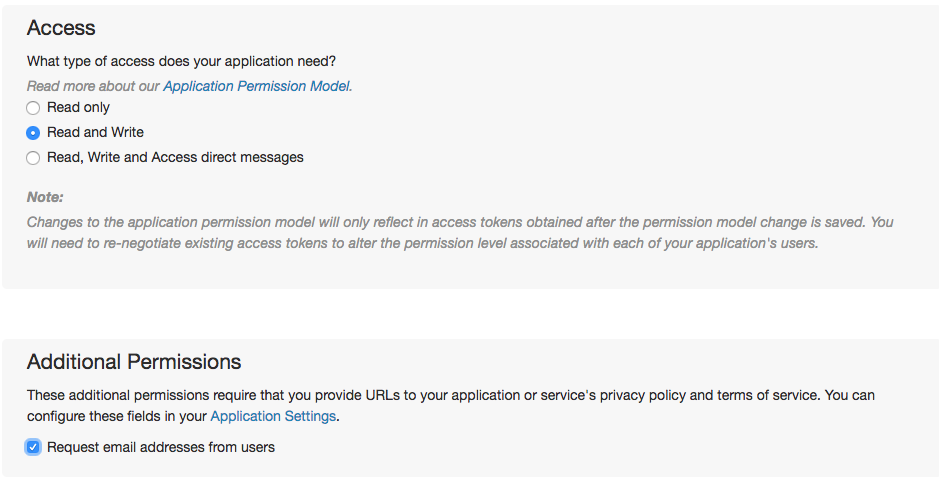 Access
What type of access does your application need?
Read more about our Application Permission Model.
Read only
Read and Write
Read, Write and Access direct messages
Note:
Changes to the application permission model will only reflect in access tokens obtained after the permission model change is saved. You
will need to re-negotiate existing access tokens to alter the permission level associated with each of your application's users.
Additional Permissions
These additional permissions require that you provide URLs to your application or service's privacy policy and terms of service. You can
configure these fields in your Application Settings.
Request email addresses from users